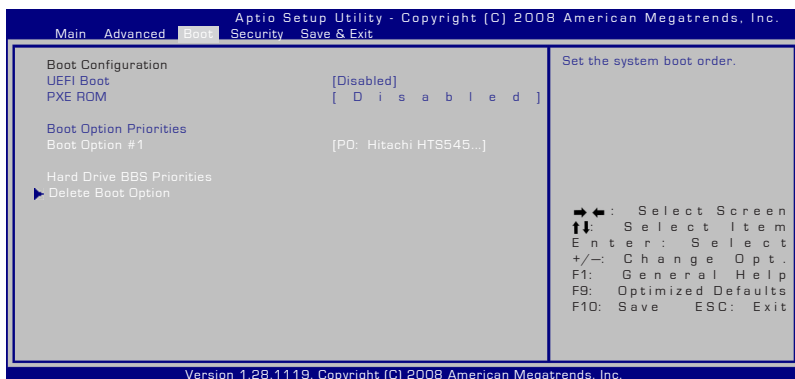 Aptio Setup Utility - Copyright (C) 2008 American Megatrends, Inc.
Main Advanced Boot Security Save & Exit
Boot Configuration
UEFI Boot [Disabled]
PXE ROM [Disabled]
Boot Option Priorities
Boot Option #1 [P0: Hitachi HTS545...]
Hard Drive BBS Priorities
Delete Boot Option
Set the system boot order.
→←: Select Screen
↑↓: Select Item
Enter: Select
+/—: Change Opt.
F1: General Help
F9: Optimized Defaults
F10: Save ESC: Exit
Version 1.28.1119. Copyright (C) 2008 American Megatrends, Inc.